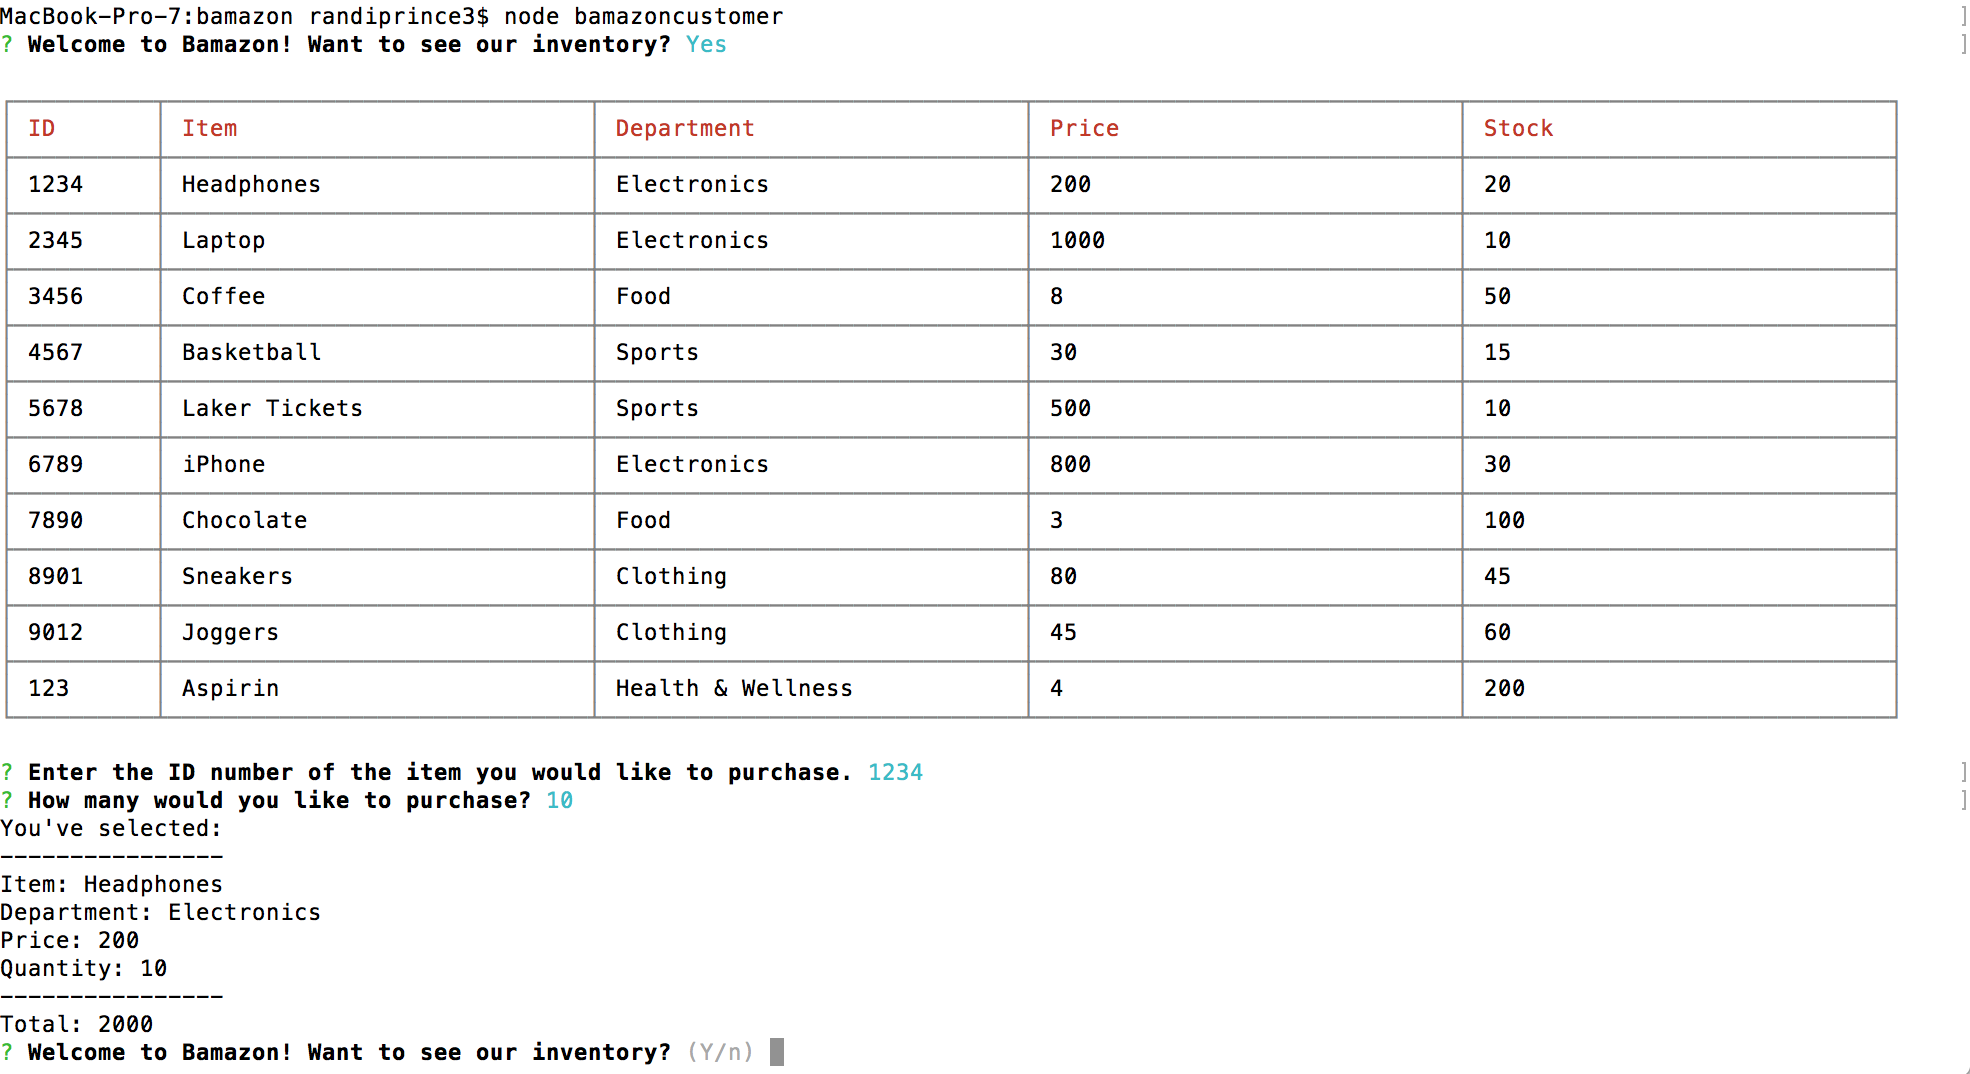 MacBook-Pro-7:bamazon randiprince3$ node bamazoncustomer
? Welcome to Bamazon! Want to see our inventory? Yes
ID Item Department Price Stock
1234 Headphones Electronics 200 20
2345 Laptop Electronics 1000 10
3456 Coffee Food 8 50
4567 Basketball Sports 30 15
5678 Laker Tickets Sports 500 10
6789 iPhone Electronics 800 30
7890 Chocolate Food 3 100
8901 Sneakers Clothing 80 45
9012 Joggers Clothing 45 60
123 Aspirin Health & Wellness 4 200
? Enter the ID number of the item you would like to purchase. 1234
? How many would you like to purchase? 10
You've selected:
----------------
Item: Headphones
Department: Electronics
Price: 200
Quantity: 10
----------------
Total: 2000
? Welcome to Bamazon! Want to see our inventory? (Y/n)